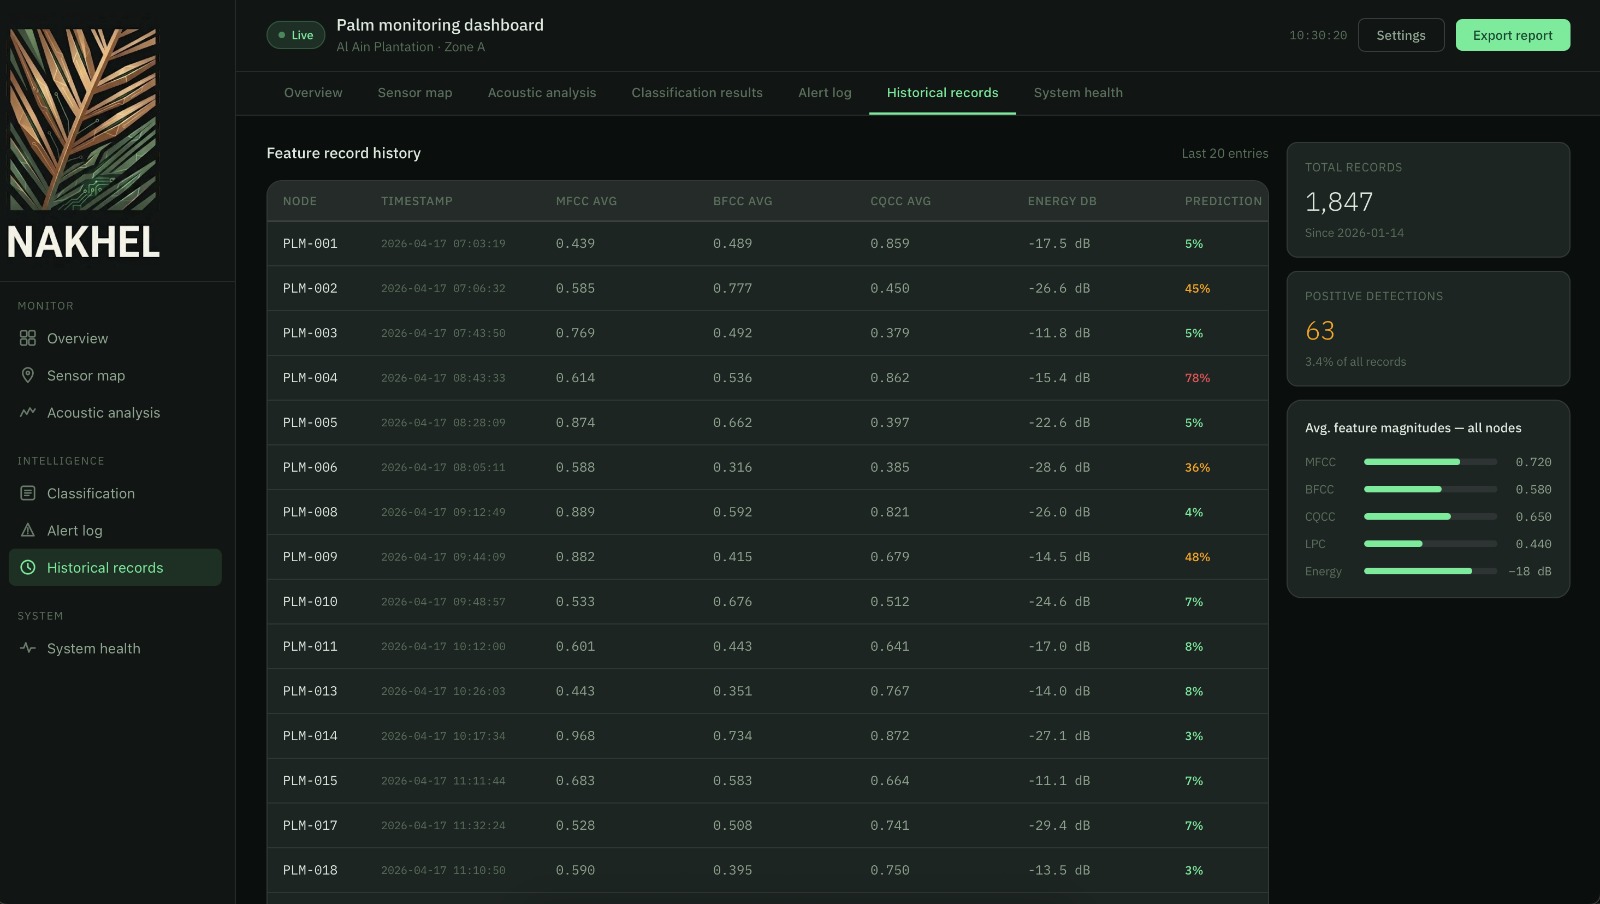 NAKHEL
MONITOR
Overview
Sensor map
Acoustic analysis
INTELLIGENCE
Classification
Alert log
Historical records
SYSTEM
System health
Live
Palm monitoring dashboard
Al Ain Plantation · Zone A
10:30:20
Settings
Export report
Overview Sensor map Acoustic analysis Classification results Alert log Historical records System health
Feature record history
Last 20 entries
NODE TIMESTAMP MFCC AVG BFCC AVG CQCC AVG ENERGY DB PREDICTION
PLM-001 2026-04-17 07:03:19 0.439 0.489 0.859 -17.5 dB 5%
PLM-002 2026-04-17 07:06:32 0.585 0.777 0.450 -26.6 dB 45%
PLM-003 2026-04-17 07:43:50 0.769 0.492 0.379 -11.8 dB 5%
PLM-004 2026-04-17 08:43:33 0.614 0.536 0.862 -15.4 dB 78%
PLM-005 2026-04-17 08:28:09 0.874 0.662 0.397 -22.6 dB 5%
PLM-006 2026-04-17 08:05:11 0.588 0.316 0.385 -28.6 dB 36%
PLM-008 2026-04-17 09:12:49 0.889 0.592 0.821 -26.0 dB 4%
PLM-009 2026-04-17 09:44:09 0.882 0.415 0.679 -14.5 dB 48%
PLM-010 2026-04-17 09:48:57 0.533 0.676 0.512 -24.6 dB 7%
PLM-011 2026-04-17 10:12:00 0.601 0.443 0.641 -17.0 dB 8%
PLM-013 2026-04-17 10:26:03 0.443 0.351 0.767 -14.0 dB 8%
PLM-014 2026-04-17 10:17:34 0.968 0.734 0.872 -27.1 dB 3%
PLM-015 2026-04-17 11:11:44 0.683 0.583 0.664 -11.1 dB 7%
PLM-017 2026-04-17 11:32:24 0.528 0.508 0.741 -29.4 dB 7%
PLM-018 2026-04-17 11:10:50 0.590 0.395 0.750 -13.5 dB 3%
TOTAL RECORDS
1,847
Since 2026-01-14
POSITIVE DETECTIONS
63
3.4% of all records
Avg. feature magnitudes — all nodes
MFCC 0.720
BFCC 0.580
CQCC 0.650
LPC 0.440
Energy −18 dB